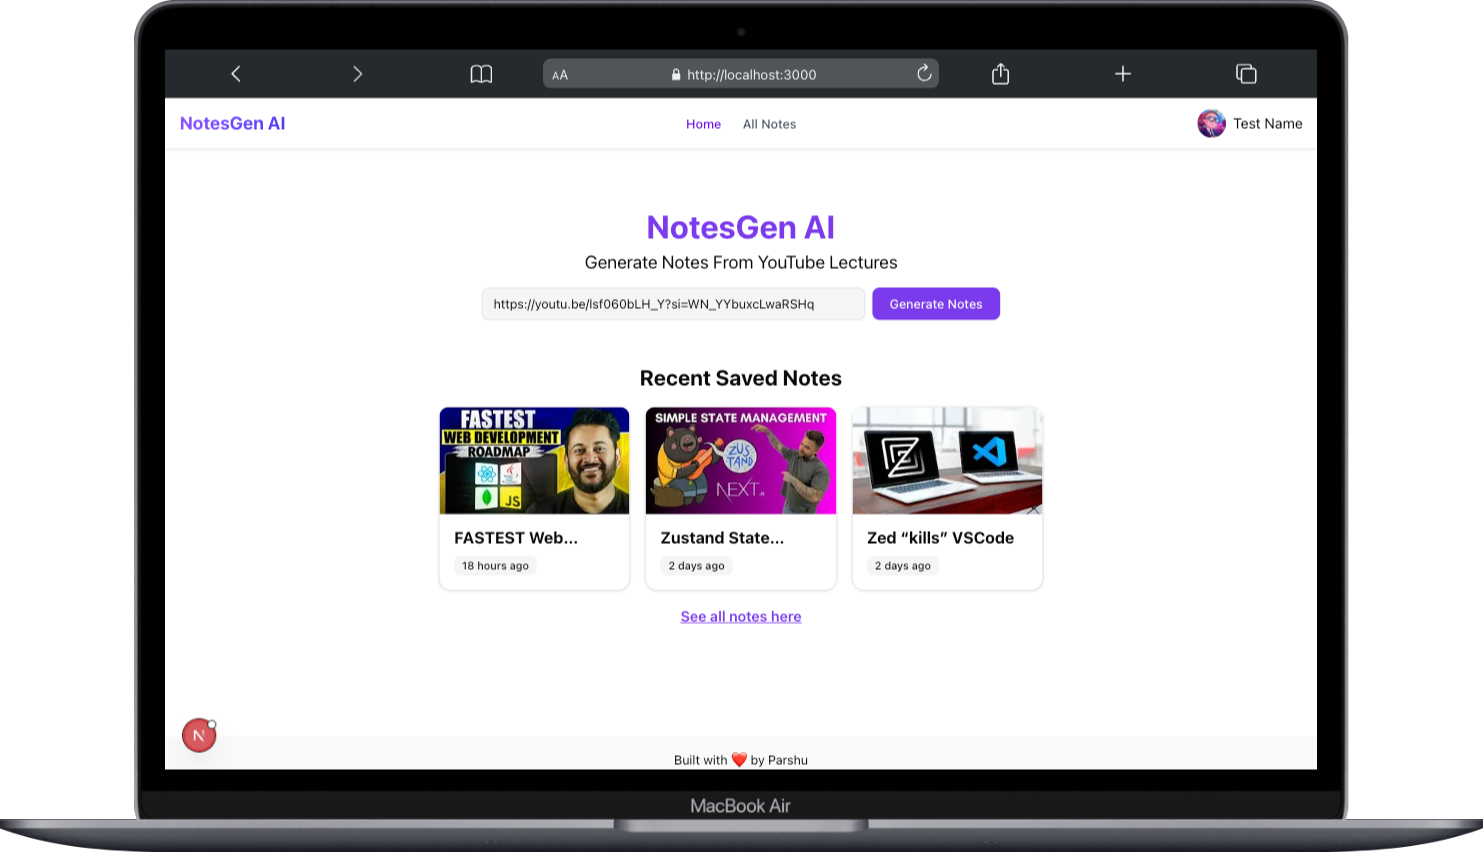 AA http://localhost:3000
NotesGen AI
Home All Notes
Test Name
NotesGen AI
Generate Notes From YouTube Lectures
https://youtu.be/lsf060bLH_Y?si=WN_YYbuxcLwaRSHq Generate Notes
Recent Saved Notes
FASTEST
WEB DEVELOPMENT
ROADMAP
JS
FASTEST Web...
18 hours ago
SIMPLE STATE MANAGEMENT
ZUS
TAND
NEXT.JS
Zustand State...
2 days ago
Zed “kills” VSCode
2 days ago
See all notes here
N
Built with ❤️ by Parshu
MacBook Air